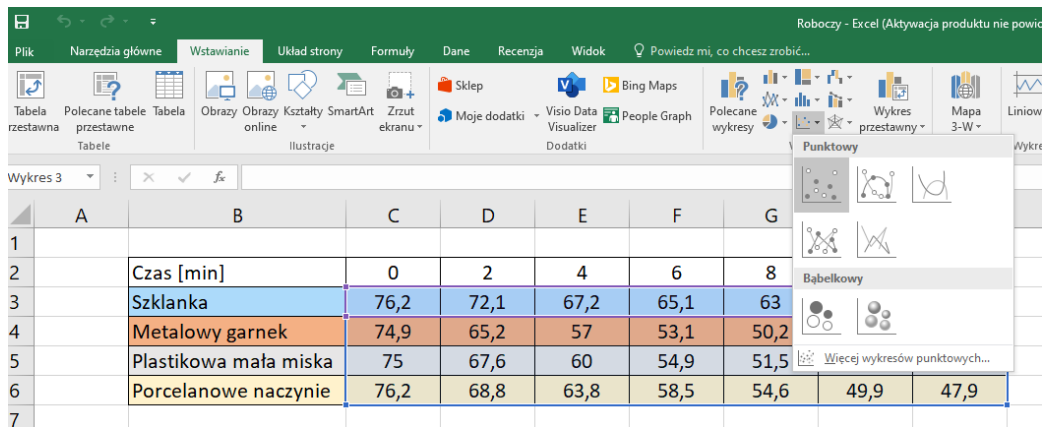 Roboczy - Excel (Aktywacja produktu nie powio
Plik Narzędzia główne Wstawianie Układ strony Formuły Dane Recenzja Widok Powiedz mi, co chcesz zrobić...
Tabela
rzestawna
Polecane tabele
przestawne
Tabela
Tabele
Obrazy
Obrazy
online
Kształty
SmartArt
Zrzut
ekranu
Ilustracje
Sklep
Moje dodatki
Visio Data
Visualizer
Bing Maps
People Graph
Dodatki
Polecane
wykresy
Wykres
przestawny
Mapa
3-W
Liniow
Wykre
Punktowy
Bąbelkowy
Więcej wykresów punktowych...
Wykres 3 fx
A B C D E F G
1
2 Czas [min] 0 2 4 6 8
3 Szklanka 76,2 72,1 67,2 65,1 63
4 Metalowy garnek 74,9 65,2 57 53,1 50,2
5 Plastikowa mała miska 75 67,6 60 54,9 51,5
6 Porcelanowe naczynie 76,2 68,8 63,8 58,5 54,6 49,9 47,9
7